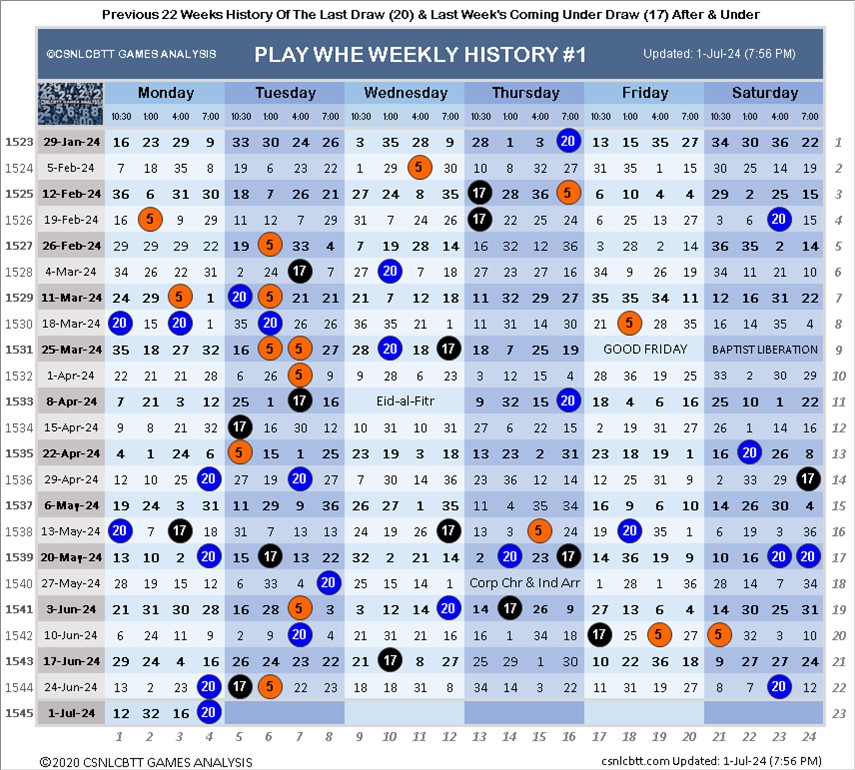 Previous 22 Weeks History Of The Last Draw (20) & Last Week's Coming Under Draw (17) After & Under
©CSNLCBTT GAMES ANALYSIS PLAY WHE WEEKLY HISTORY #1 Updated: 1-Jul-24 (7:56 PM)
CSNLCBTT GAMES ANALYSIS
Monday Tuesday Wednesday Thursday Friday Saturday
10:30 1:00 4:00 7:00 10:30 1:00 4:00 7:00 10:30 1:00 4:00 7:00 10:30 1:00 4:00 7:00 10:30 1:00 4:00 7:00 10:30 1:00 4:00 7:00
1523 29-Jan-24 16 23 29 9 33 30 24 26 3 35 28 9 28 1 3 20 13 15 35 27 34 30 36 22 1
1524 5-Feb-24 7 18 35 8 19 6 23 22 1 29 5 30 10 8 32 27 31 35 1 15 30 25 14 19 2
1525 12-Feb-24 36 6 31 30 18 7 26 21 27 24 8 35 17 28 36 5 6 10 4 4 29 2 25 15 3
1526 19-Feb-24 16 5 9 29 11 12 7 29 31 7 24 26 17 22 25 24 6 25 13 27 3 6 20 15 4
1527 26-Feb-24 29 29 29 22 19 5 33 4 7 19 28 14 16 32 12 36 3 28 2 14 36 35 2 14 5
1528 4-Mar-24 34 26 22 31 2 24 17 7 27 20 7 18 27 23 27 16 34 9 26 19 34 11 21 10 6
1529 11-Mar-24 24 29 5 1 20 5 21 21 21 7 12 18 11 32 29 27 35 35 34 11 12 16 31 22 7
1530 18-Mar-24 20 15 20 1 35 20 26 26 36 35 21 1 11 31 14 30 21 5 28 35 16 14 35 4 8
1531 25-Mar-24 35 18 27 32 16 5 5 27 28 20 18 17 18 7 25 19 GOOD FRIDAY BAPTIST LIBERATION 9
1532 1-Apr-24 22 21 21 28 6 26 5 9 9 28 6 23 3 12 15 4 28 36 19 25 33 2 30 29 10
1533 8-Apr-24 7 21 3 12 25 1 17 16 Eid-al-Fitr 9 32 15 20 18 4 6 16 25 10 1 22 11
1534 15-Apr-24 9 8 21 32 17 16 30 12 10 31 10 31 27 6 22 15 2 19 31 27 26 1 14 16 12
1535 22-Apr-24 4 1 24 6 5 15 1 25 23 19 3 18 13 23 2 31 23 18 19 1 16 20 26 8 13
1536 29-Apr-24 12 10 25 20 19 27 20 27 7 30 14 36 23 36 12 14 12 25 31 9 2 33 29 17 14
1537 6-May-24 19 24 3 31 11 29 9 36 26 27 1 35 11 4 35 34 16 9 6 10 14 26 30 4 15
1538 13-May-24 20 7 17 18 31 7 13 13 24 19 26 17 13 3 5 24 19 20 18 31 6 19 3 36 16
1539 20-May-24 13 10 2 20 15 17 13 22 32 2 21 14 2 20 23 17 14 36 19 9 10 16 20 20 17
1540 27-May-24 28 19 15 12 6 33 4 20 25 15 14 1 Corp Chr & Ind Arr 1 28 1 36 28 14 7 34 18
1541 3-Jun-24 21 31 30 28 16 28 5 3 3 12 14 20 14 17 26 9 27 13 6 4 14 30 25 31 19
1542 10-Jun-24 6 24 11 9 2 9 20 4 21 31 21 16 16 1 34 18 17 25 5 27 5 32 3 10 20
1543 17-Jun-24 29 24 4 16 26 24 23 22 21 17 8 27 25 29 1 30 10 22 36 18 9 27 27 24 21
1544 24-Jun-24 13 2 23 20 17 5 22 23 18 18 31 8 34 14 3 22 11 31 19 27 8 7 20 12 22
1545 1-Jul-24 12 32 16 20 23
1 2 3 4 5 6 7 8 9 10 11 12 13 14 15 16 17 18 19 20 21 22 23 24
©2020 CSNLCBTT GAMES ANALYSIS csnlcbtt.com Updated: 1-Jul-24 (7:56 PM)